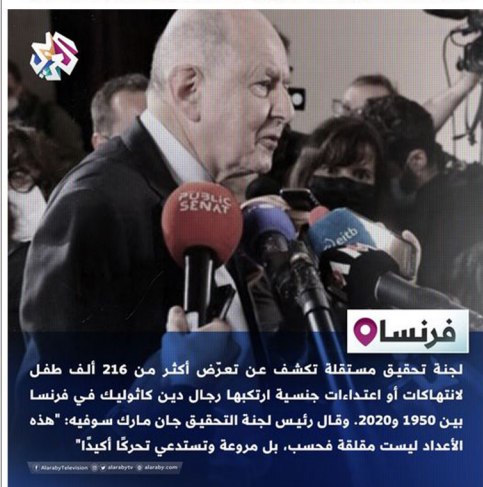 PUBLIC
SENAT
eitb
فرنسا
لجنة تحقيق مستقلة تكشف عن تعرّض أكثر من 216 ألف طفل
لانتهاكات أو اعتداءات جنسية ارتكبها رجال دين كاثوليك في فرنسا
بين 1950 و2020. وقال رئيس لجنة التحقيق جان مارك سوفيه: "هذه
الأعداد ليست مقلقة فحسب، بل مروعة وتستدعي تحركًا أكيدًا"
AlarabyTelevision alarabytv alaraby.com